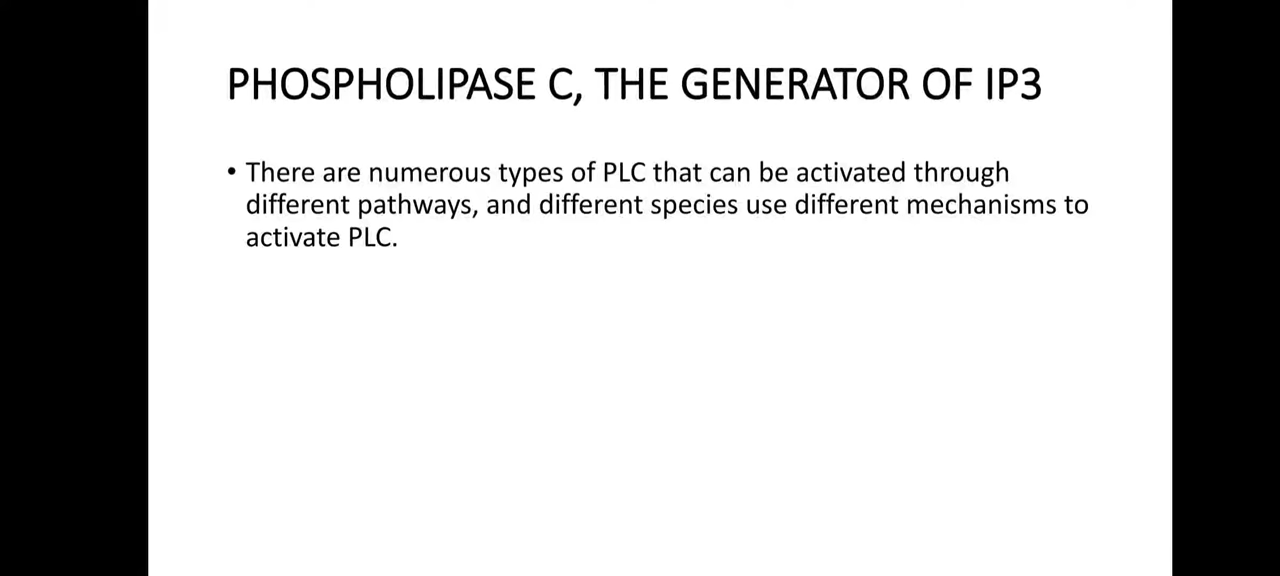 PHOSPHOLIPASE C, THE GENERATOR OF IP3
• There are numerous types of PLC that can be activated through
different pathways, and different species use different mechanisms to
activate PLC.